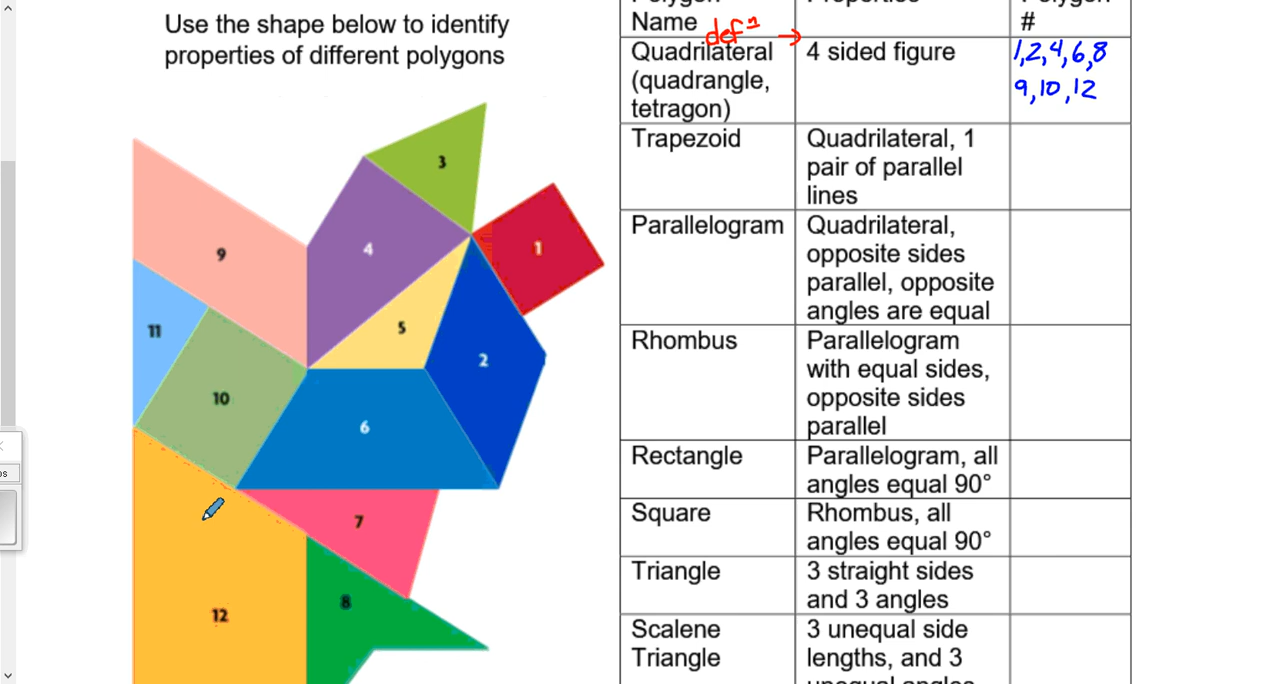 Use the shape below to identify
properties of different polygons
3
4
1
9
5
11
2
10
6
7
8
12
Name
#
def n →
Quadrilateral
(quadrangle,
tetragon)
4 sided figure
1,2,4,6,8
9,10,12
Trapezoid
Quadrilateral, 1
pair of parallel
lines
Parallelogram
Quadrilateral,
opposite sides
parallel, opposite
angles are equal
Rhombus
Parallelogram
with equal sides,
opposite sides
parallel
Rectangle
Parallelogram, all
angles equal 90°
Square
Rhombus, all
angles equal 90°
Triangle
3 straight sides
and 3 angles
Scalene
Triangle
3 unequal side
lengths, and 3